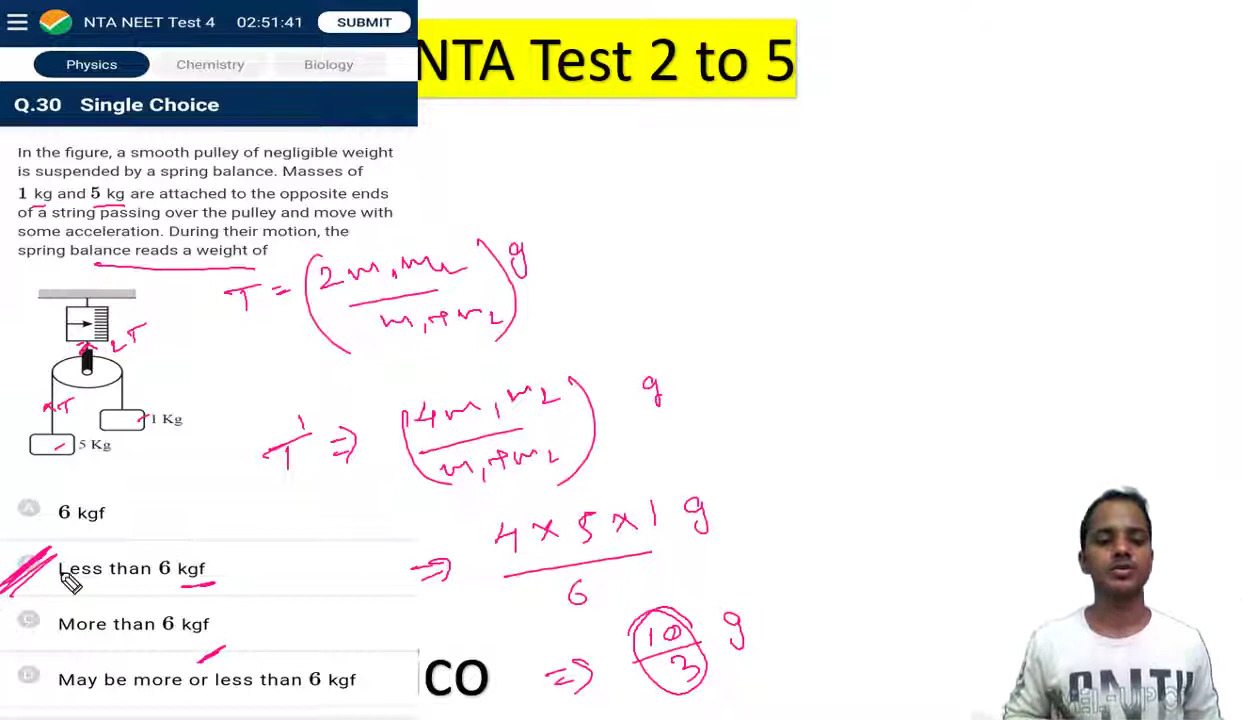 NTA NEET Test 4 02:51:41 SUBMIT
NTA Test 2 to 5
Physics Chemistry Biology
Q.30 Single Choice
In the figure, a smooth pulley of negligible weight
is suspended by a spring balance. Masses of
1 kg and 5 kg are attached to the opposite ends
of a string passing over the pulley and move with
some acceleration. During their motion, the
spring balance reads a weight of
T = (2m₁m₂ / m₁+m₂) g
2T
T
1 Kg
5 Kg
T' ⇒ (4m₁m₂ / m₁+m₂) g
A 6 kgf
⇒ 4 × 5 × 1 g / 6
Less than 6 kgf
C More than 6 kgf
⇒ 10/3 g
D May be more or less than 6 kgf
co